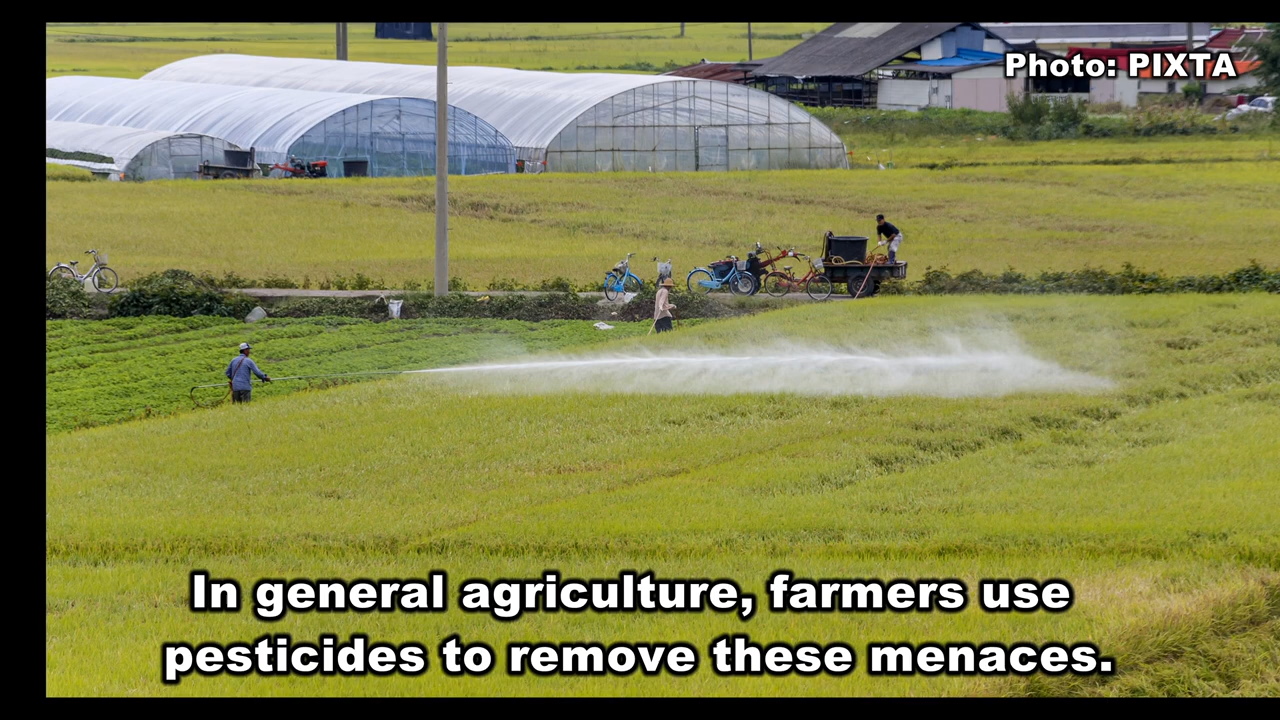 Photo: PIXTA
In general agriculture, farmers use
pesticides to remove these menaces.